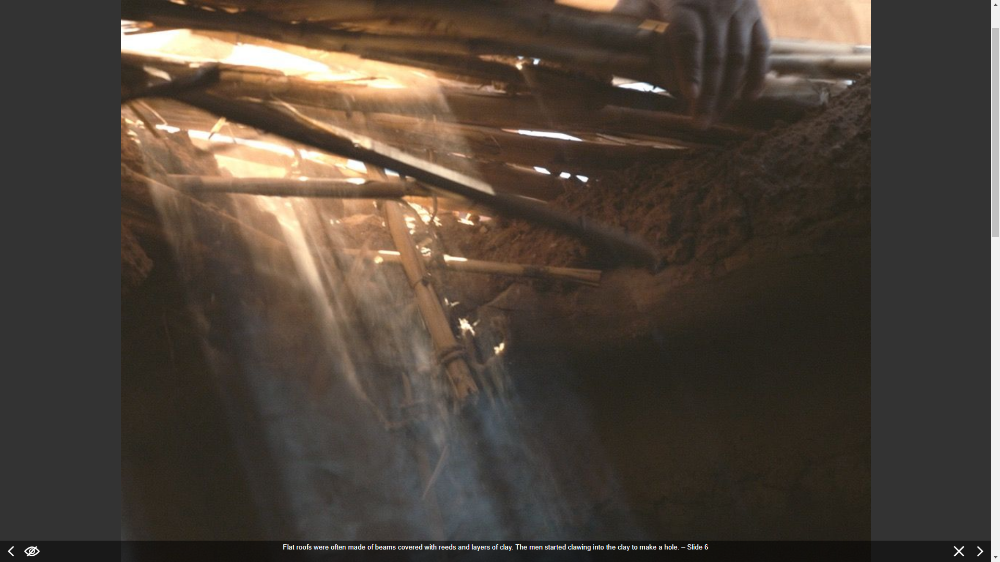 Flat roofs were often made of beams covered with reeds and layers of clay. The men started clawing into the clay to make a hole. – Slide 6